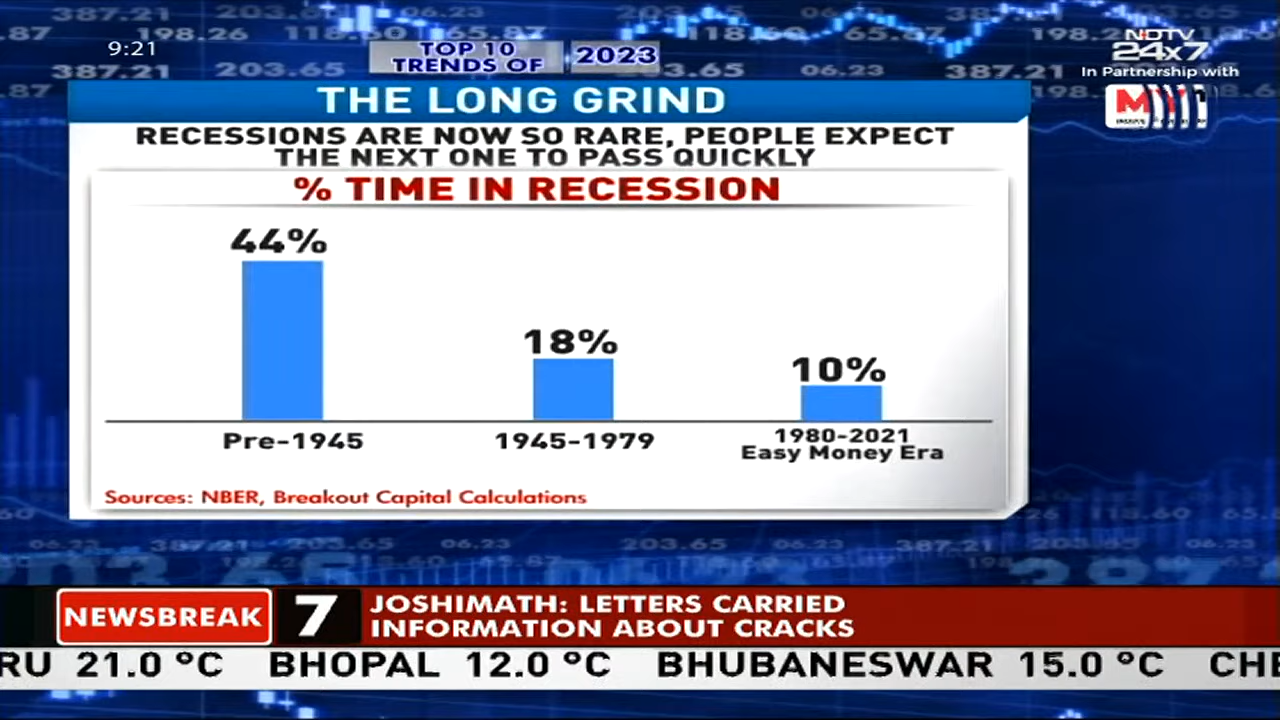 9:21
TOP 10
TRENDS OF
2023
NDTV
24x7
In Partnership with
THE LONG GRIND
RECESSIONS ARE NOW SO RARE, PEOPLE EXPECT
THE NEXT ONE TO PASS QUICKLY
% TIME IN RECESSION
44%
18%
10%
Pre-1945
1945-1979
1980-2021
Easy Money Era
Sources: NBER, Breakout Capital Calculations
NEWSBREAK
7
JOSHIMATH: LETTERS CARRIED
INFORMATION ABOUT CRACKS
RU 21.0 °C BHOPAL 12.0 °C BHUBANESWAR 15.0 °C CHE